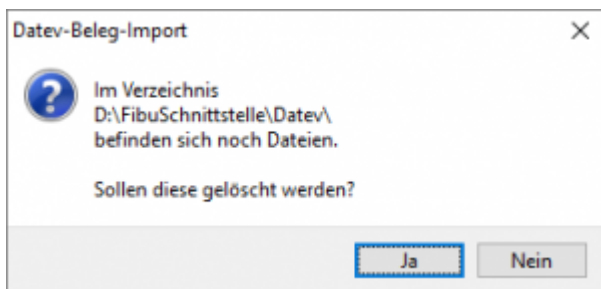 Datev-Beleg-Import
Im Verzeichnis
D:\FibuSchnittstelle\Datev\
befinden sich noch Dateien.
Sollen diese gelöscht werden?
Ja
Nein